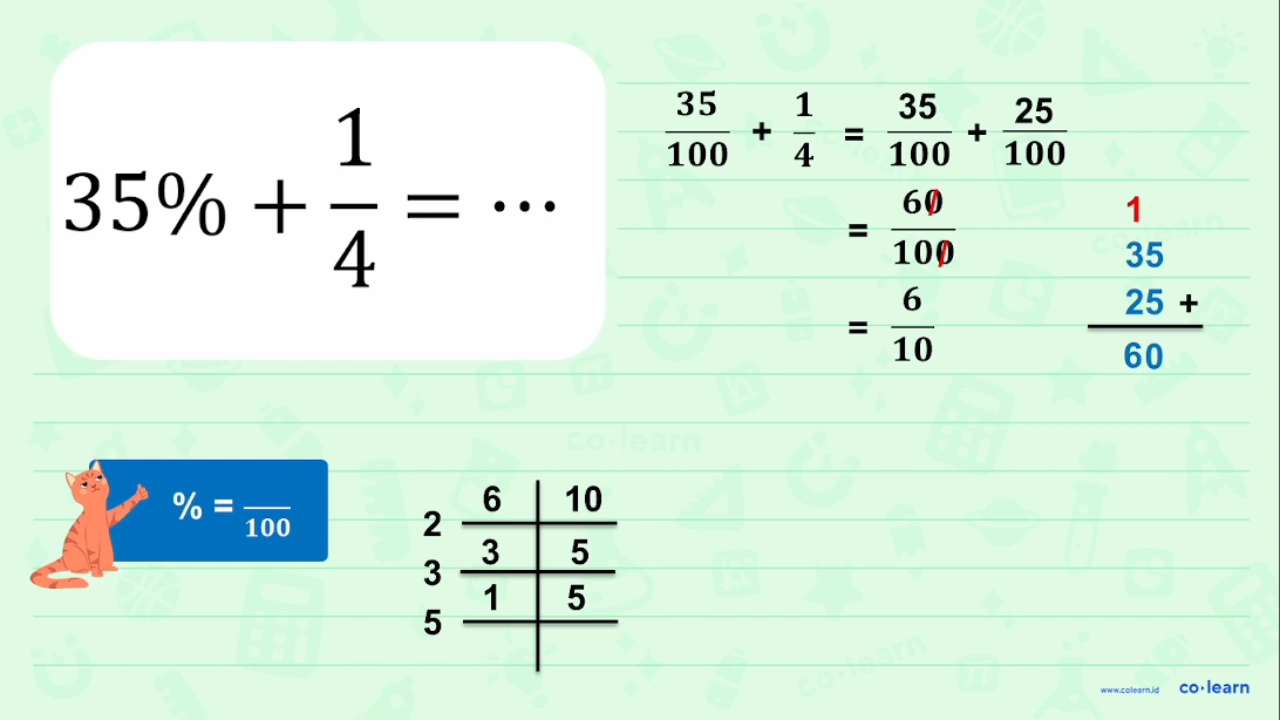 35% + 1/4 = ⋯
35/100 + 1/4 = 35/100 + 25/100
= 60/100
= 6/10
1
35
25 +
60
% = /100
6 10
2
3 5
3
1 5
5
co·learn
www.colearn.id co·learn